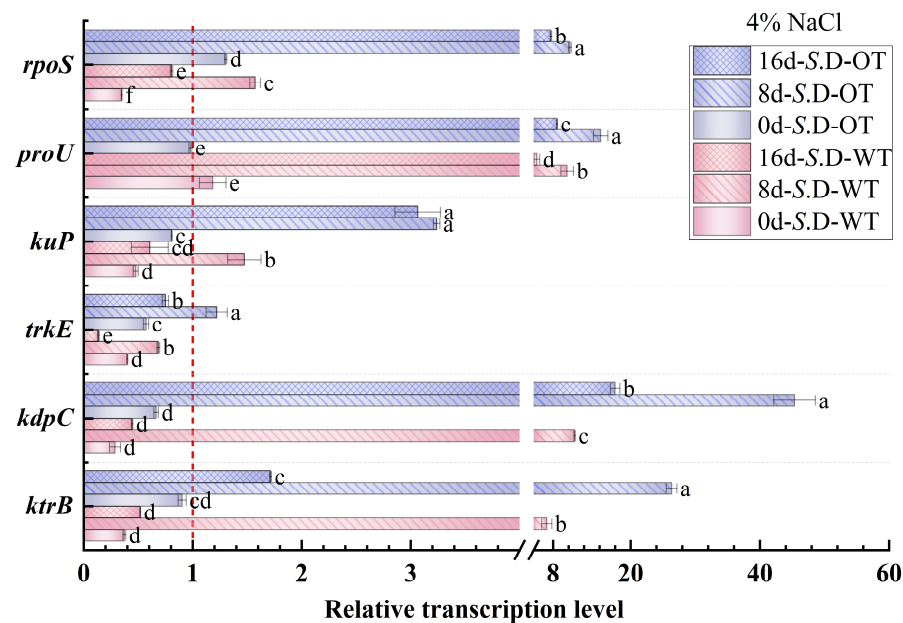 4% NaCl
16d-S.D-OT
8d-S.D-OT
0d-S.D-OT
16d-S.D-WT
8d-S.D-WT
0d-S.D-WT
rpoS
b
a
d
e
c
f
proU
c
a
e
d
b
e
kuP
a
a
c
cd
b
d
trkE
b
a
c
e
b
d
kdpC
b
a
d
d
c
d
ktrB
c
a
cd
d
b
d
0 1 2 3 8 20 40 60
Relative transcription level